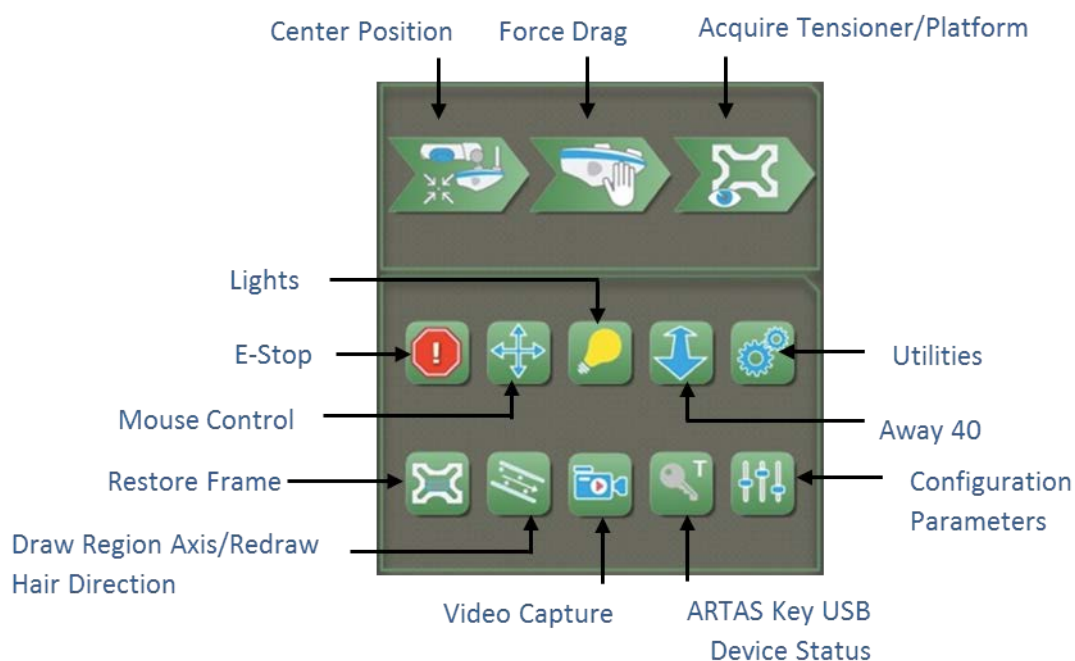 Center Position
Force Drag
Acquire Tensioner/Platform
Lights
!
E-Stop
Utilities
Mouse Control
Away 40
T
Restore Frame
Configuration
Parameters
Draw Region Axis/Redraw
Hair Direction
Video Capture
ARTAS Key USB
Device Status